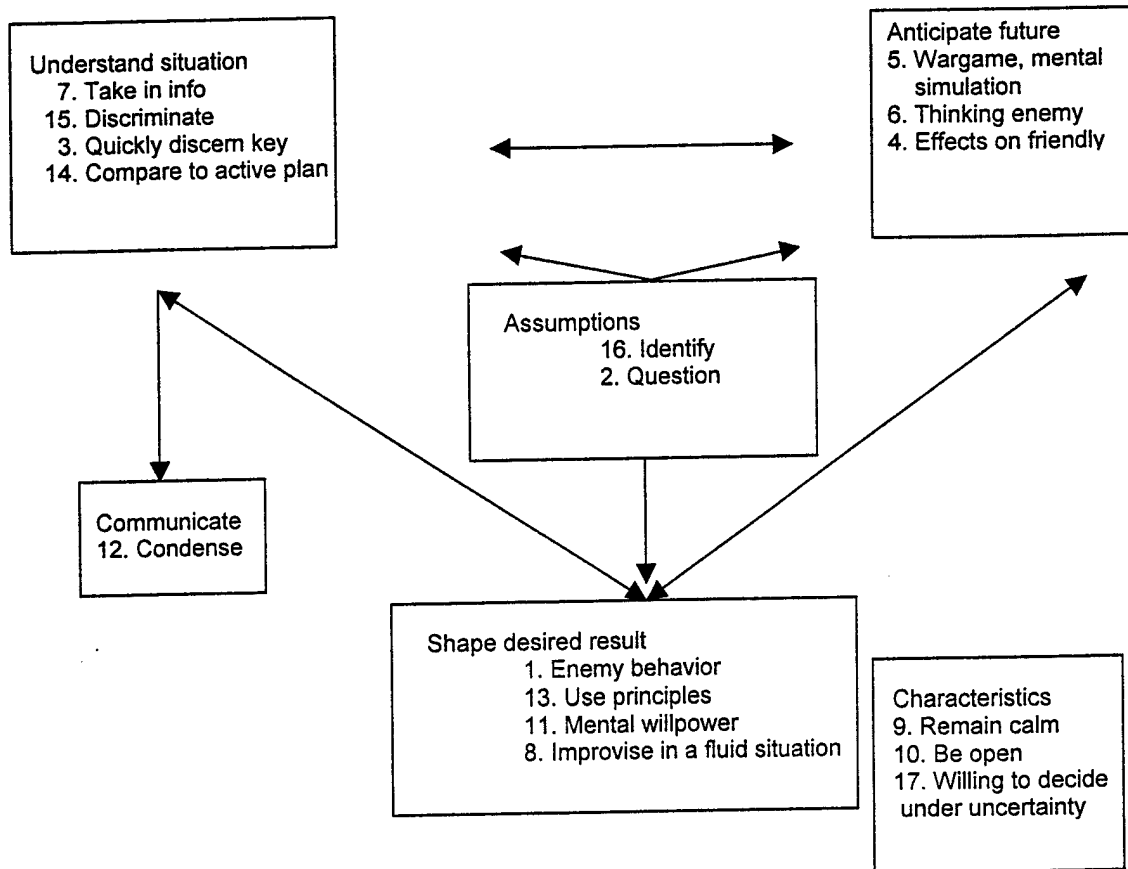 Understand situation
7. Take in info
15. Discriminate
3. Quickly discern key
14. Compare to active plan
Anticipate future
5. Wargame, mental
simulation
6. Thinking enemy
4. Effects on friendly
Assumptions
16. Identify
2. Question
Communicate
12. Condense
Shape desired result
1. Enemy behavior
13. Use principles
11. Mental willpower
8. Improvise in a fluid situation
Characteristics
9. Remain calm
10. Be open
17. Willing to decide
under uncertainty